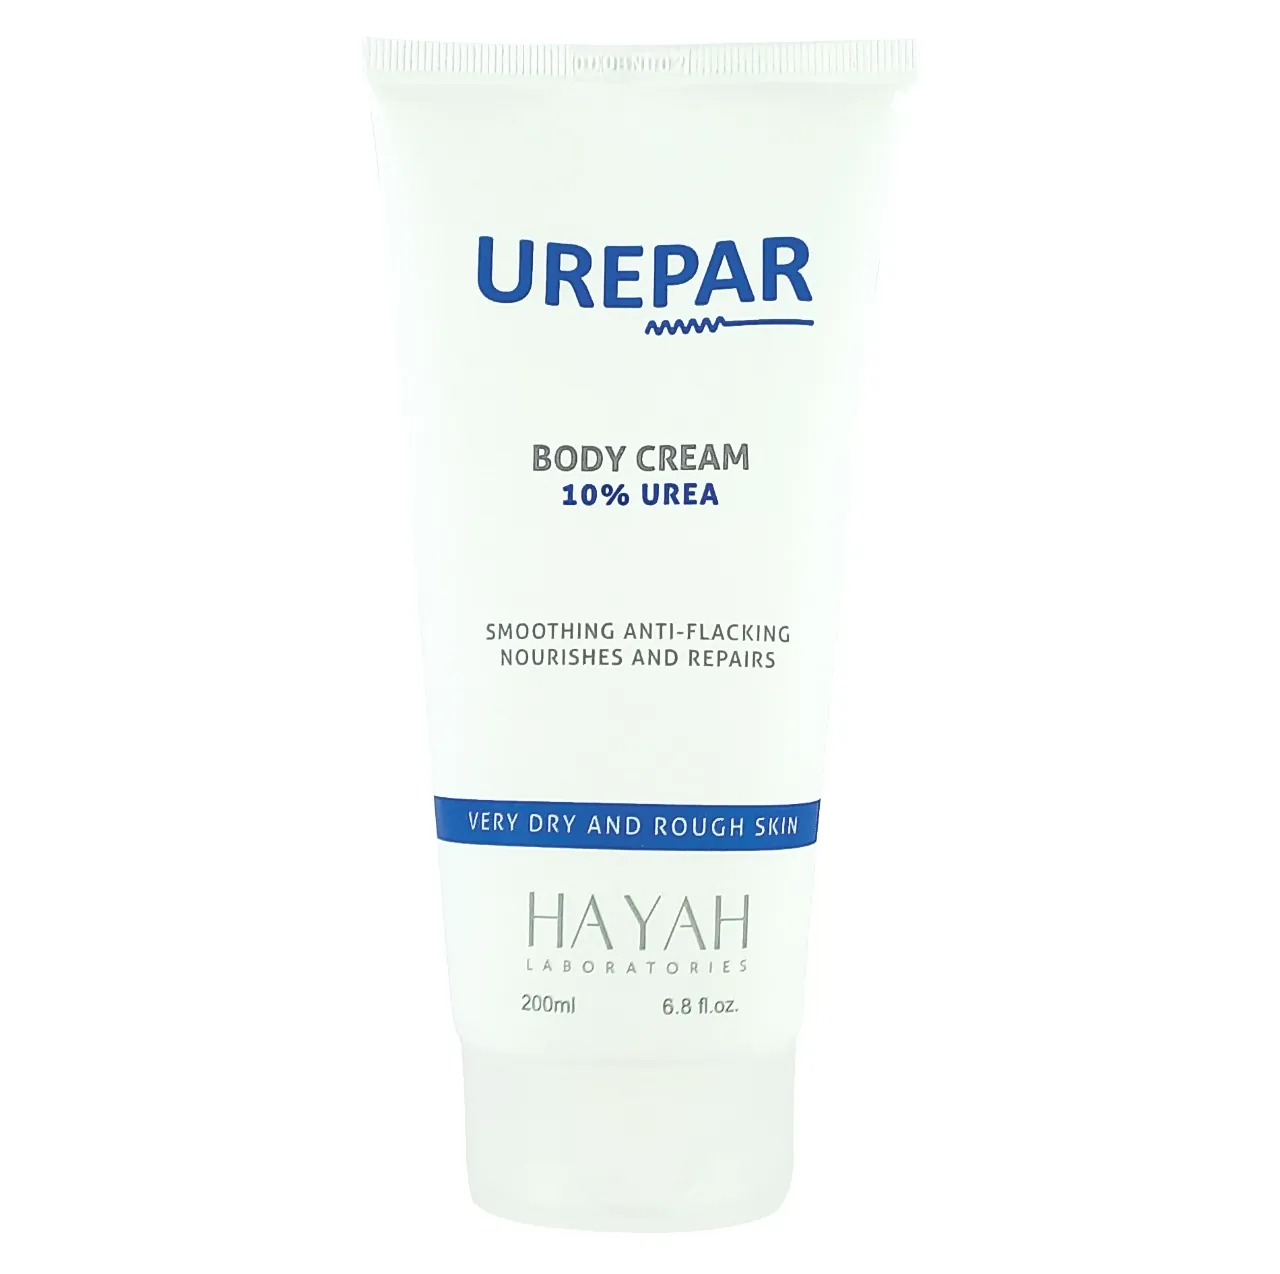 UREPAR
BODY CREAM
10% UREA
SMOOTHING ANTI-FLACKING
NOURISHES AND REPAIRS
VERY DRY AND ROUGH SKIN
HAYAH
LABORATORIES
200ml 6.8 fl.oz.